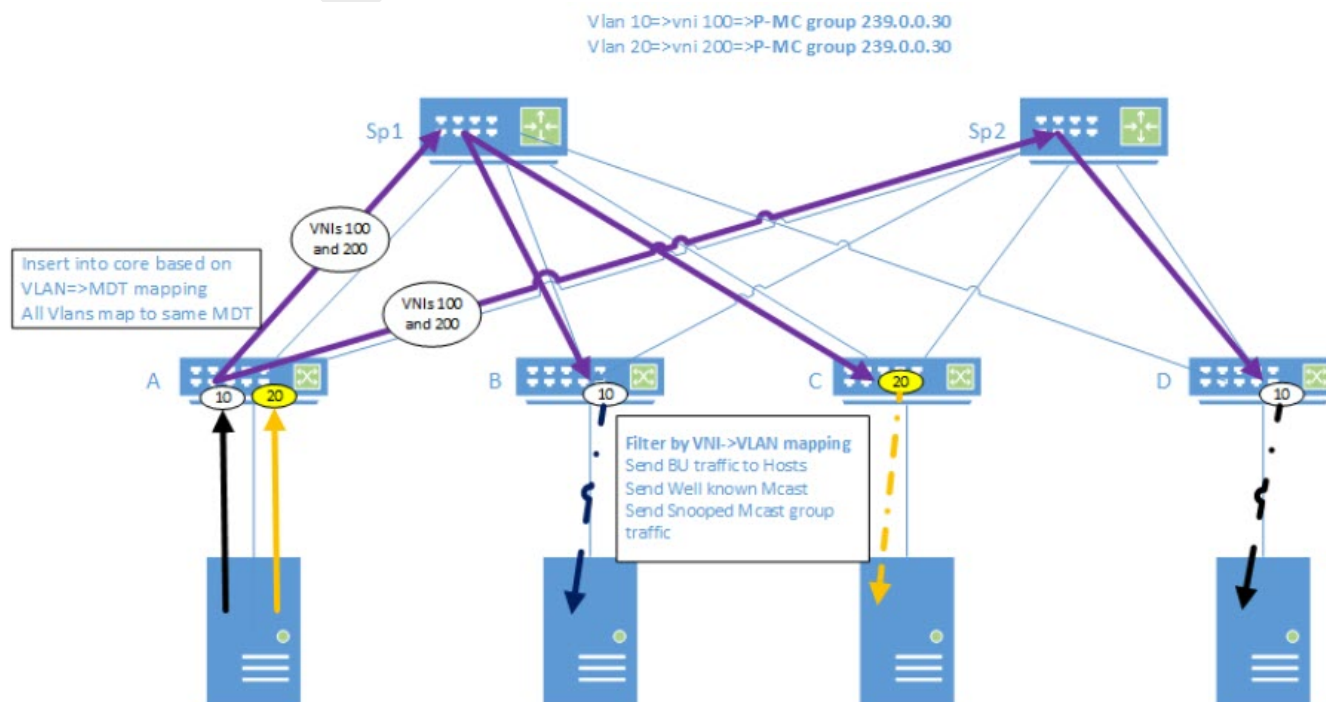 Vlan 10=>vni 100=>P-MC group 239.0.0.30
Vlan 20=>vni 200=>P-MC group 239.0.0.30
Sp1
Sp2
VNIs 100
and 200
Insert into core based on
VLAN=>MDT mapping
All Vlans map to same MDT
VNIs 100
and 200
A
B
C
D
10
20
10
20
10
Filter by VNI->VLAN mapping
Send BU traffic to Hosts
Send Well known Mcast
Send Snooped Mcast group
traffic